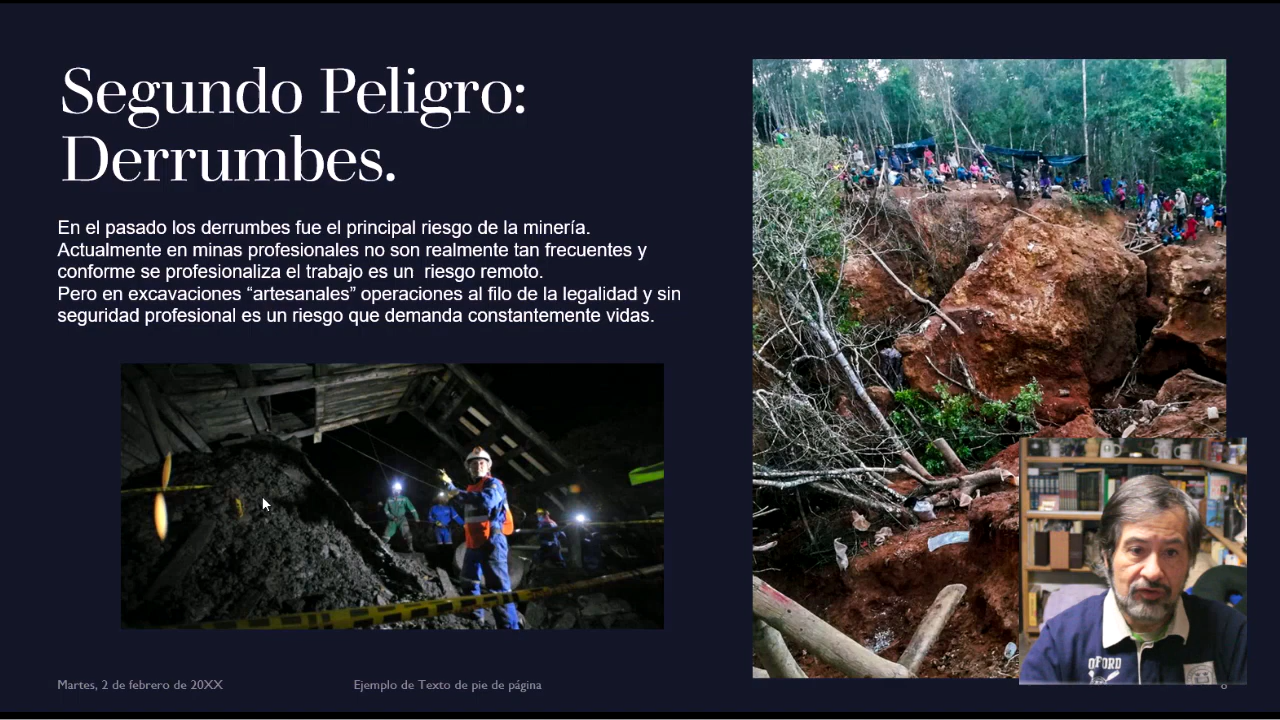 Segundo Peligro:
Derrumbes.
En el pasado los derrumbes fue el principal riesgo de la minería.
Actualmente en minas profesionales no son realmente tan frecuentes y
conforme se profesionaliza el trabajo es un  riesgo remoto.
Pero en excavaciones “artesanales” operaciones al filo de la legalidad y sin
seguridad profesional es un riesgo que demanda constantemente vidas.
Martes, 2 de febrero de 20XX
Ejemplo de Texto de pie de página